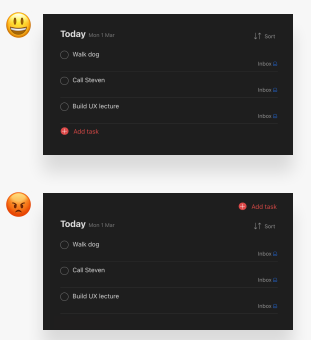 Today Mon 1 Mar
Sort
Walk dog
Inbox
Call Steven
Inbox
Build UX lecture
Inbox
Add task
Add task
Today Mon 1 Mar
Sort
Walk dog
Inbox
Call Steven
Inbox
Build UX lecture
Inbox